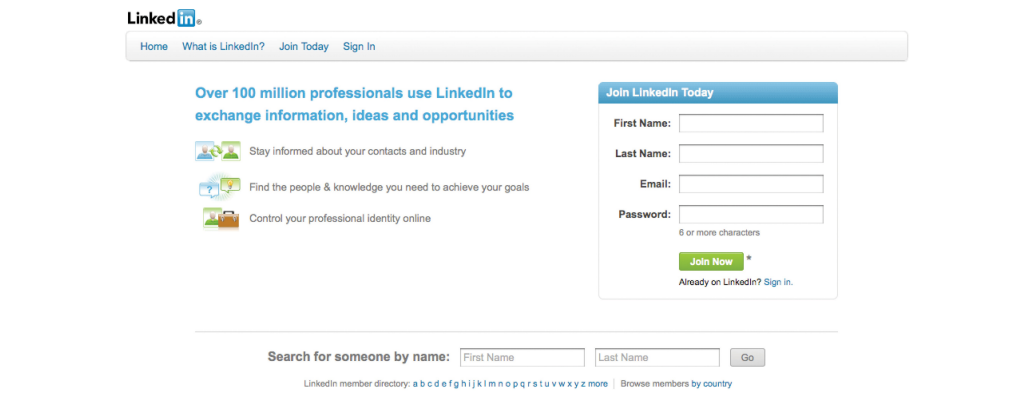 Linked in ®
Home What is LinkedIn? Join Today Sign In
Over 100 million professionals use LinkedIn to
exchange information, ideas and opportunities
Stay informed about your contacts and industry
Find the people & knowledge you need to achieve your goals
Control your professional identity online
Join LinkedIn Today
First Name:
Last Name:
Email:
Password:
6 or more characters
Join Now *
Already on LinkedIn? Sign in.
Search for someone by name: First Name Last Name Go
LinkedIn member directory: a b c d e f g h i j k l m n o p q r s t u v w x y z more | Browse members by country